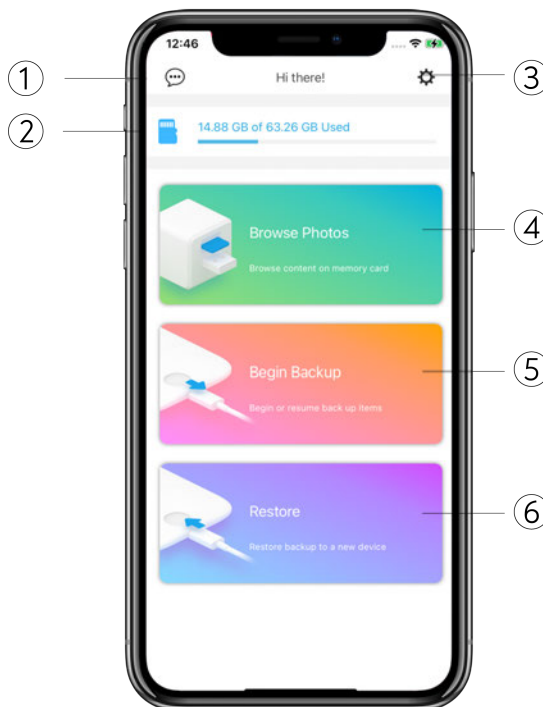 12:46
① Hi there! ③
② 14.88 GB of 63.26 GB Used
Browse Photos ④
Browse content on memory card
Begin Backup ⑤
Begin or resume back up items
Restore ⑥
Restore backup to a new device